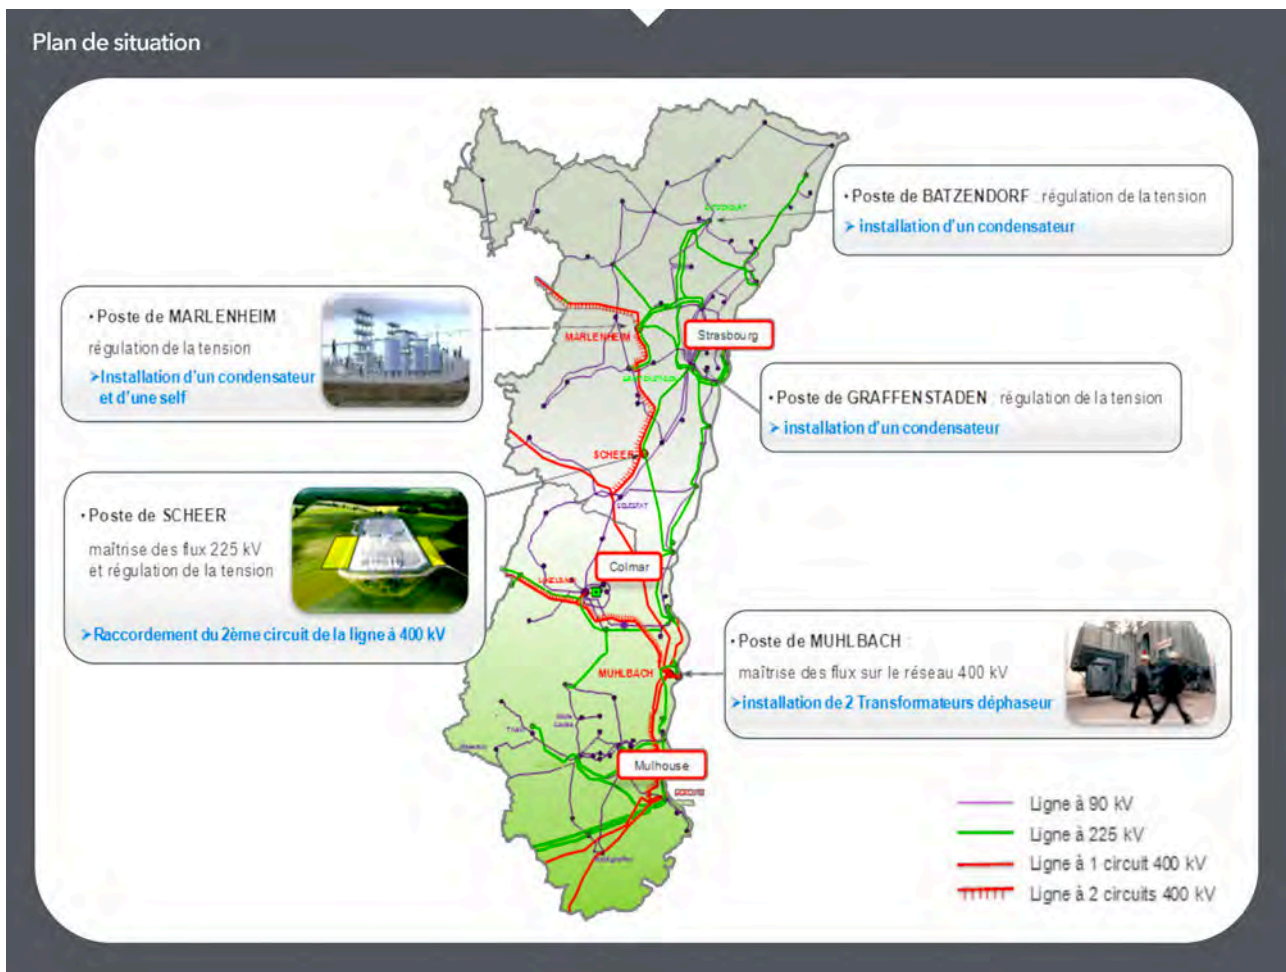 Plan de situation
• Poste de BATZENDORF : régulation de la tension
➢ installation d'un condensateur
• Poste de MARLENHEIM :
régulation de la tension
➢Installation d'un condensateur
et d'une self
MARLENHEIM
Strasbourg
• Poste de GRAFFENSTADEN : régulation de la tension
➢ installation d'un condensateur
SCHEER
• Poste de SCHEER
maîtrise des flux 225 kV
et régulation de la tension
➢Raccordement du 2ème circuit de la ligne à 400 kV
Colmar
• Poste de MUHLBACH :
maîtrise des flux sur le réseau 400 kV
➢installation de 2 Transformateurs déphaseur
MUHLBACH
Mulhouse
Ligne à 90 kV
Ligne à 225 kV
Ligne à 1 circuit 400 kV
Ligne à 2 circuits 400 kV